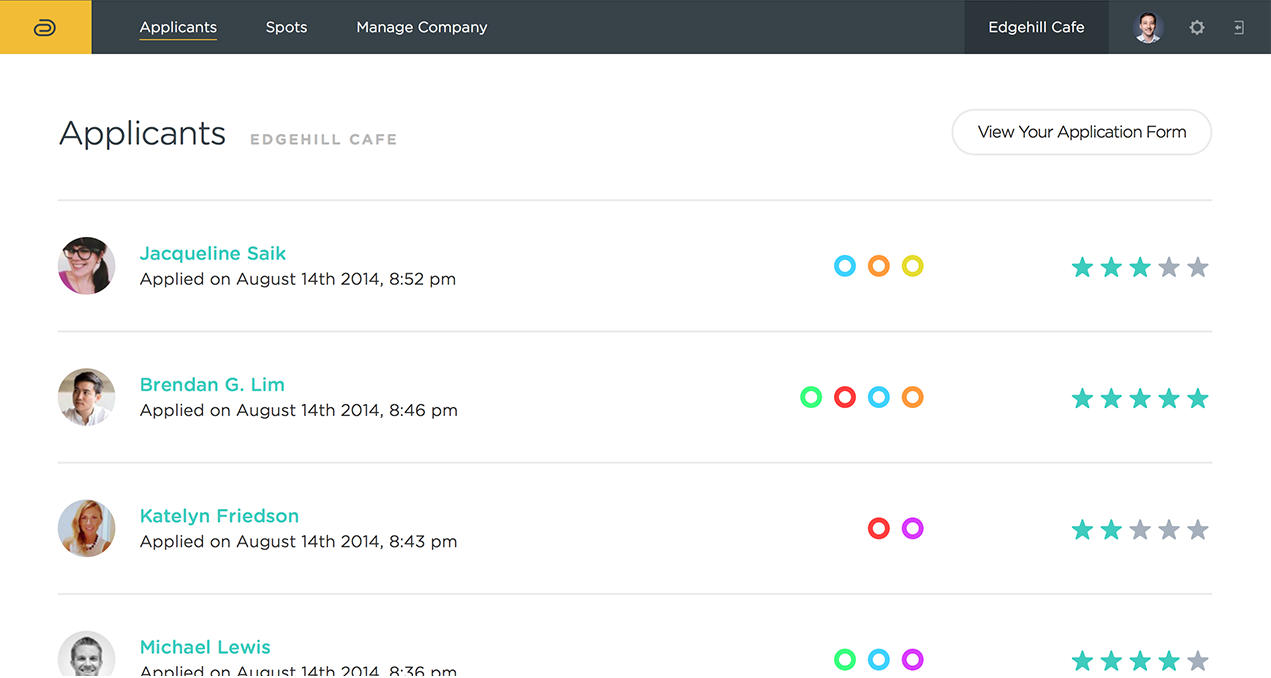 Applicants Spots Manage Company Edgehill Cafe
Applicants EDGEHILL CAFE View Your Application Form
Jacqueline Saik
Applied on August 14th 2014, 8:52 pm
Brendan G. Lim
Applied on August 14th 2014, 8:46 pm
Katelyn Friedson
Applied on August 14th 2014, 8:43 pm
Michael Lewis
Applied on August 14th 2014, 8:36 pm